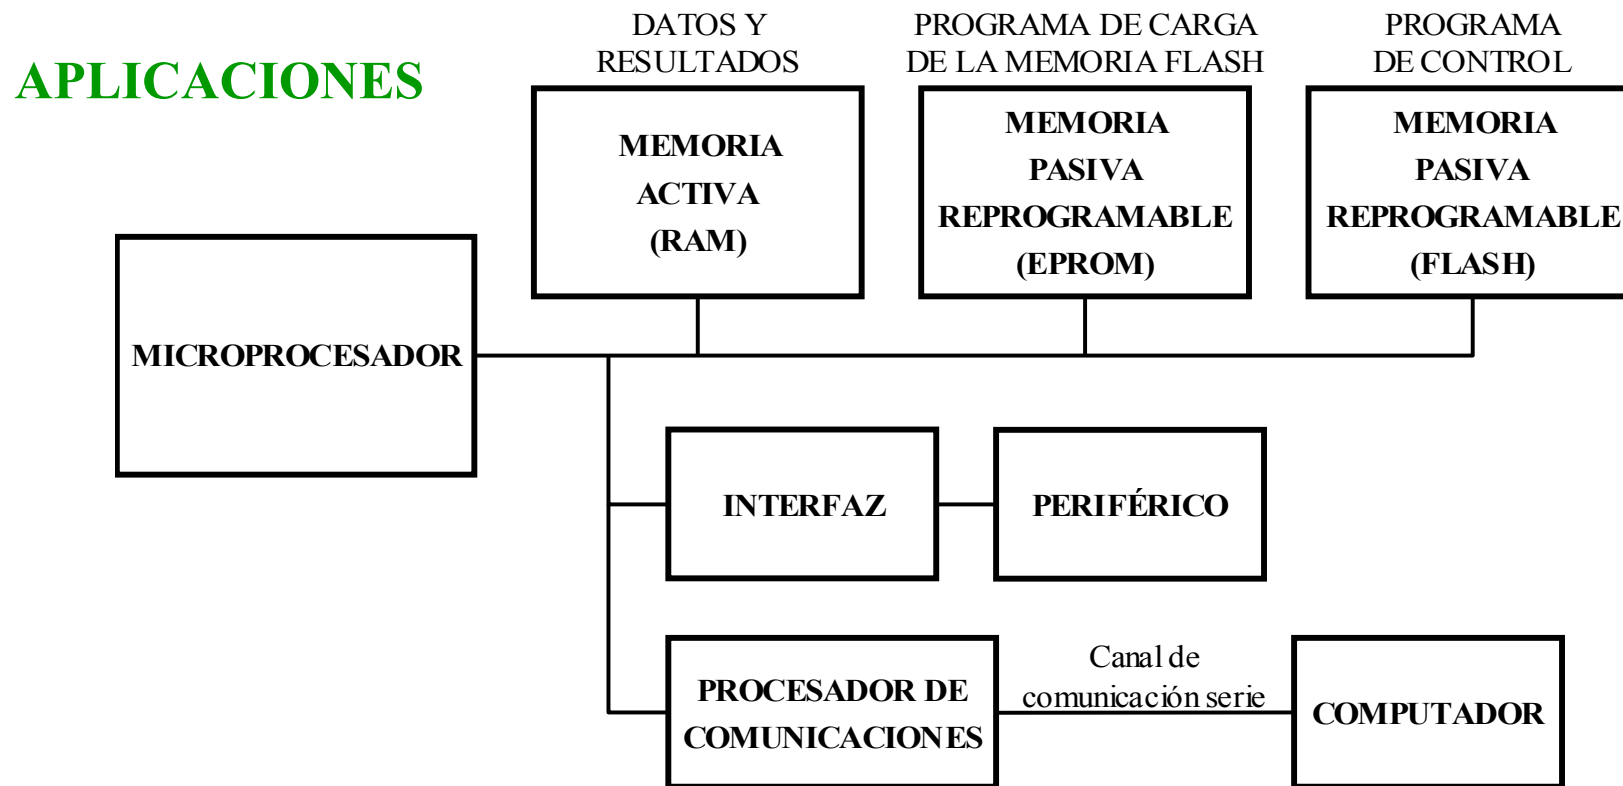 APLICACIONES
DATOS Y
RESULTADOS
PROGRAMA DE CARGA
DE LA MEMORIA FLASH
PROGRAMA
DE CONTROL
MEMORIA
ACTIVA
(RAM)
MEMORIA
PASIVA
REPROGRAMABLE
(EPROM)
MEMORIA
PASIVA
REPROGRAMABLE
(FLASH)
MICROPROCESADOR
INTERFAZ
PERIFÉRICO
PROCESADOR DE
COMUNICACIONES
Canal de
comunicación serie
COMPUTADOR